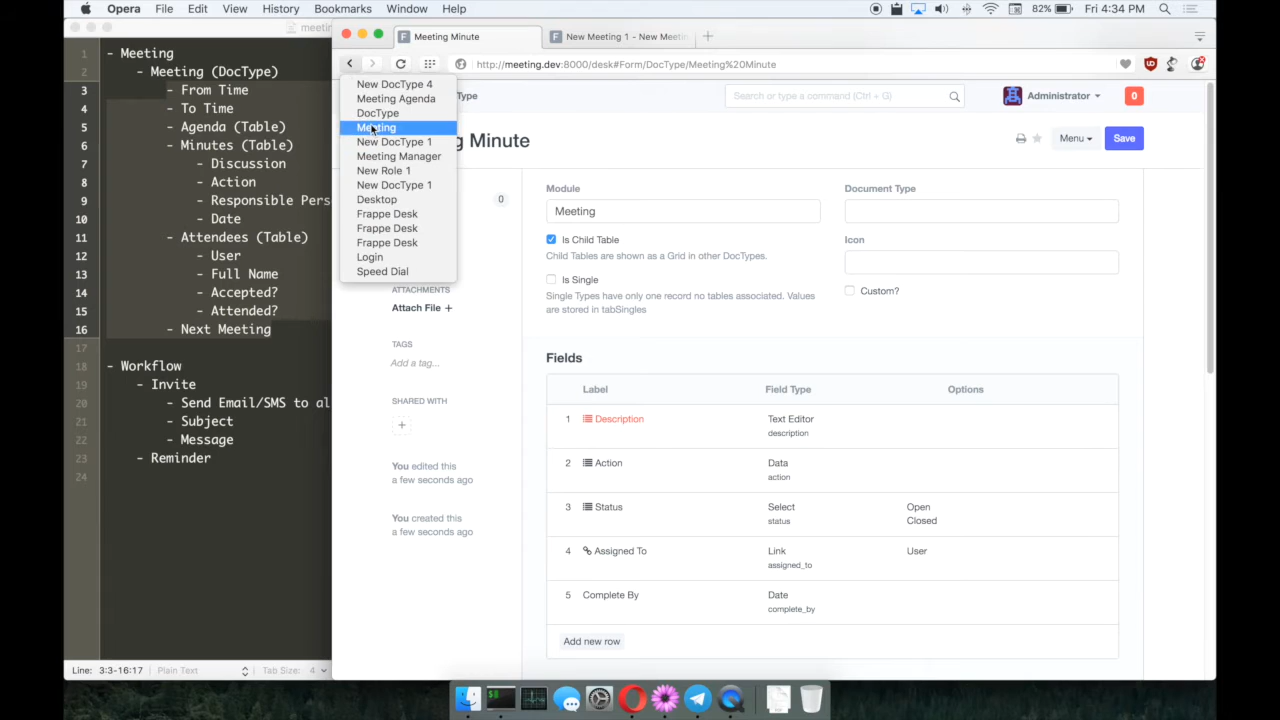 Opera File Edit View History Bookmarks Window Help
82% Fri 4:34 PM
1 - Meeting
2 - Meeting (DocType)
3 - From Time
4 - To Time
5 - Agenda (Table)
6 - Minutes (Table)
7 - Discussion
8 - Action
9 - Responsible Pers
10 - Date
11 - Attendees (Table)
12 - User
13 - Full Name
14 - Accepted?
15 - Attended?
16 - Next Meeting
17
18 - Workflow
19 - Invite
20 - Send Email/SMS to al
21 - Subject
22 - Message
23 - Reminder
24
Line: 3:3-16:17 Plain Text Tab Size: 4
meetin
Meeting Minute
New Meeting 1 - New Meetin
http://meeting.dev:8000/desk#Form/DocType/Meeting%20Minute
New DocType 4
Meeting Agenda
DocType
Meeting
New DocType 1
Meeting Manager
New Role 1
New DocType 1
Desktop
Frappe Desk
Frappe Desk
Frappe Desk
Login
Speed Dial
Type
Search or type a command (Ctrl + G)
Administrator 0
g Minute
Menu Save
0
ATTACHMENTS
Attach File +
TAGS
Add a tag...
SHARED WITH
+
You edited this
a few seconds ago
You created this
a few seconds ago
Module
Meeting
Is Child Table
Child Tables are shown as a Grid in other DocTypes.
Is Single
Single Types have only one record no tables associated. Values
are stored in tabSingles
Document Type
Icon
Custom?
Fields
Label Field Type Options
1 Description Text Editor
description
2 Action Data
action
3 Status Select Open
status Closed
4 Assigned To Link User
assigned_to
5 Complete By Date
complete_by
Add new row